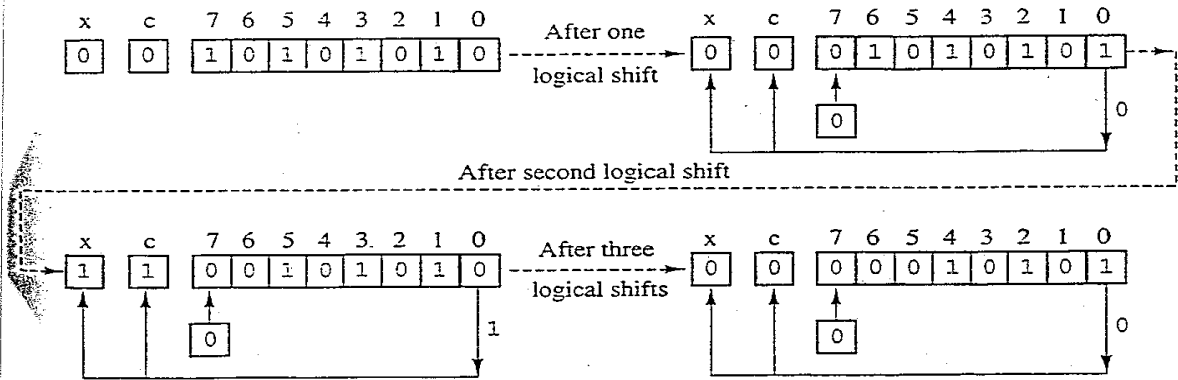 x c 7 6 5 4 3 2 1 0 After one x c 7 6 5 4 3 2 1 0
0 0 1 0 1 0 1 0 1 0 logical shift 0 0 0 1 0 1 0 1 0 1
0 0
After second logical shift
x c 7 6 5 4 3 2 1 0 After three x c 7 6 5 4 3 2 1 0
1 1 0 0 1 0 1 0 1 0 logical shifts 0 0 0 0 0 1 0 1 0 1
0 1 0 0